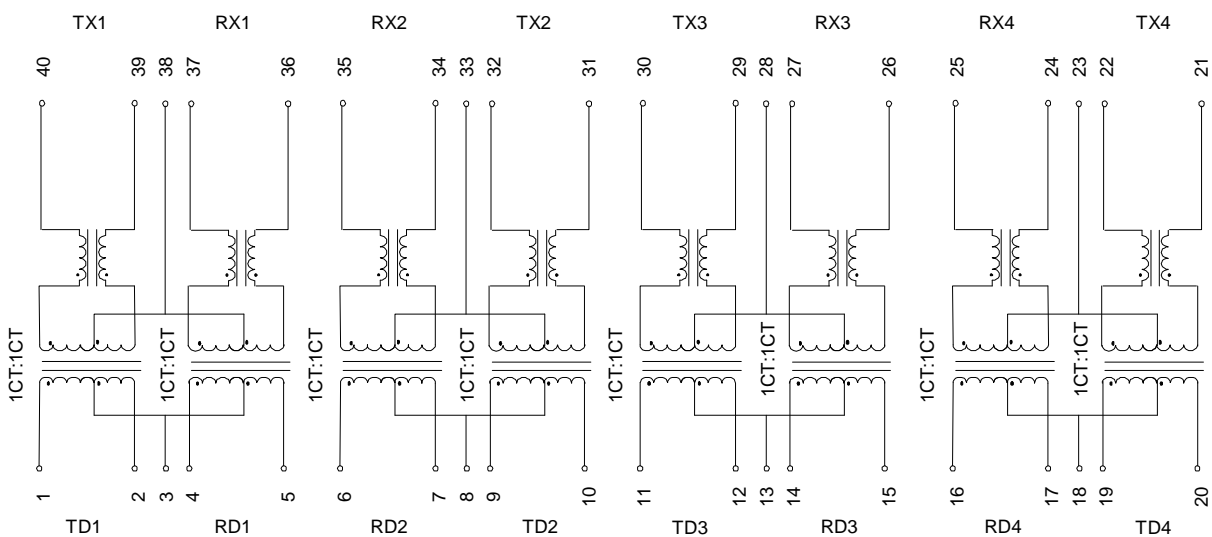 TX1 RX1 RX2 TX2 TX3 RX3 RX4 TX4
40 39 38 37 36 35 34 33 32 31 30 29 28 27 26 25 24 23 22 21
1CT:1CT 1CT:1CT 1CT:1CT 1CT:1CT 1CT:1CT 1CT:1CT 1CT:1CT 1CT:1CT
1 2 3 4 5 6 7 8 9 10 11 12 13 14 15 16 17 18 19 20
TD1 RD1 RD2 TD2 TD3 RD3 RD4 TD4